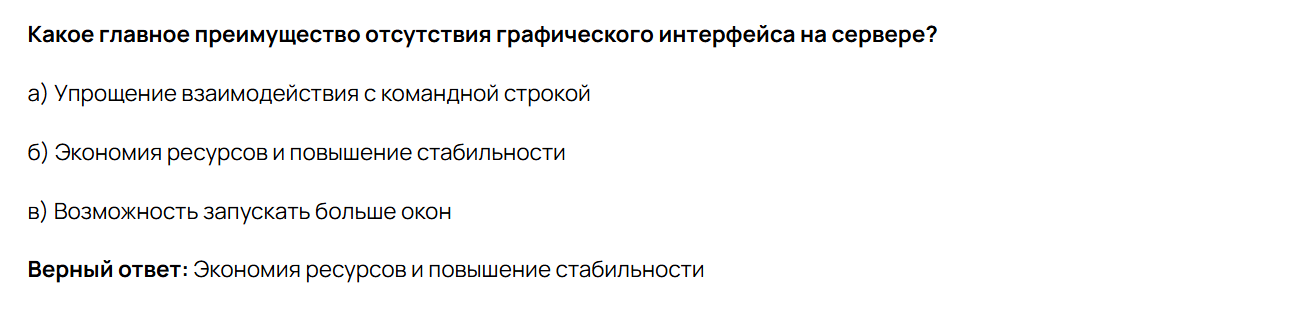 Какое главное преимущество отсутствия графического интерфейса на сервере?
а) Упрощение взаимодействия с командной строкой
б) Экономия ресурсов и повышение стабильности
в) Возможность запускать больше окон
Верный ответ: Экономия ресурсов и повышение стабильности